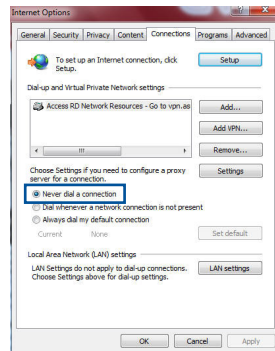 Internet Options
General Security Privacy Content Connections Programs Advanced
To set up an Internet connection, click Setup.
Setup
Dial-up and Virtual Private Network settings
Access RD Network Resources - Go to vpn.as
Add...
Add VPN...
Remove...
Choose Settings if you need to configure a proxy
server for a connection.
Settings
Never dial a connection
Dial whenever a network connection is not present
Always dial my default connection
Current None
Set default
Local Area Network (LAN) settings
LAN Settings do not apply to dial-up connections.
Choose Settings above for dial-up settings.
LAN settings
OK Cancel Apply